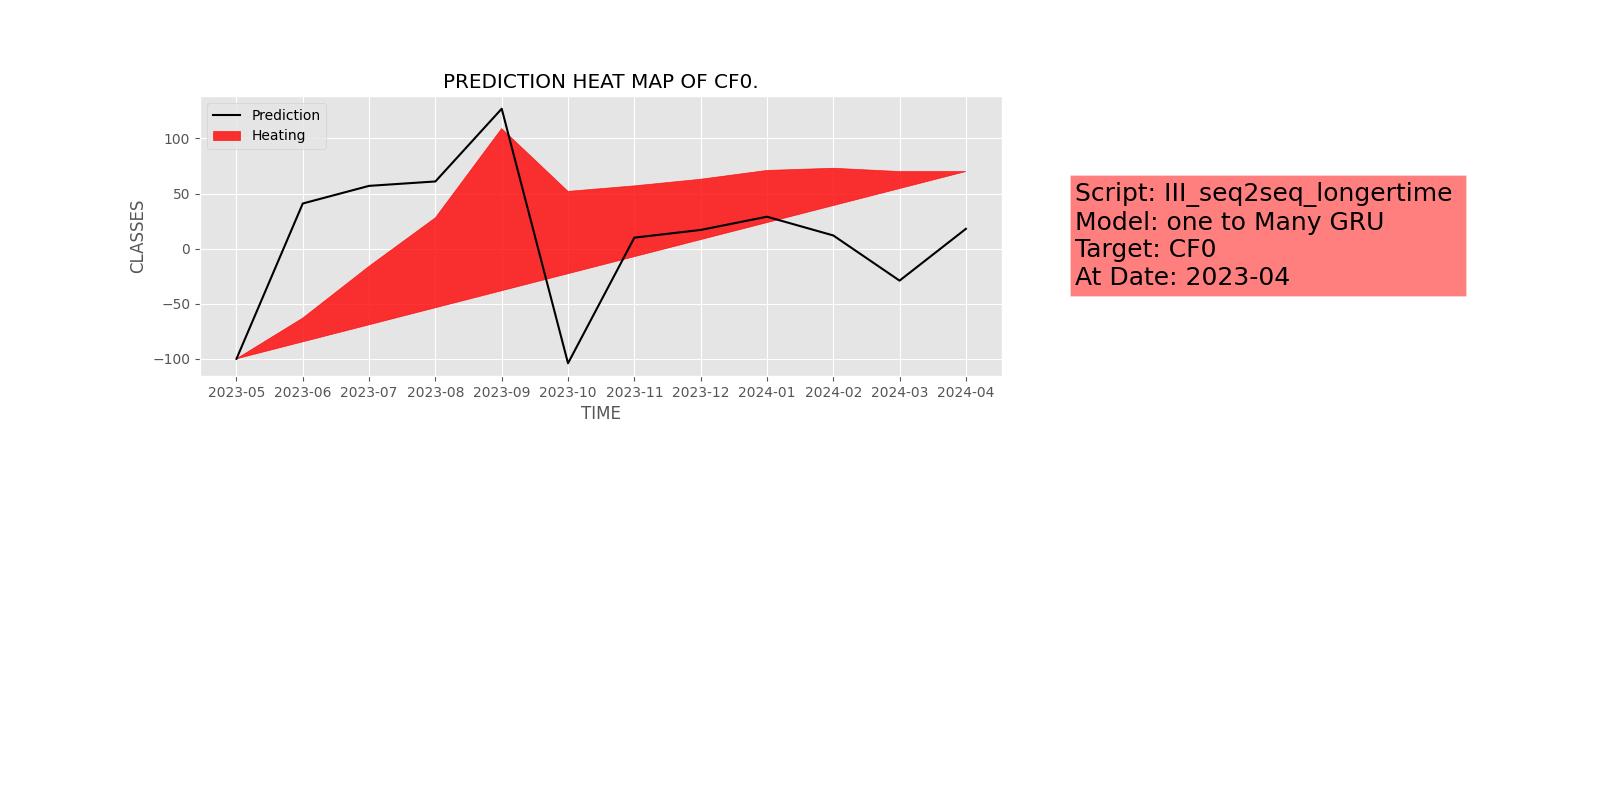 PREDICTION HEAT MAP OF CF0.
Prediction
Heating
CLASSES
100
50
0
−50
−100
2023-05 2023-06 2023-07 2023-08 2023-09 2023-10 2023-11 2023-12 2024-01 2024-02 2024-03 2024-04
TIME
Script: III_seq2seq_longertime
Model: one to Many GRU
Target: CF0
At Date: 2023-04